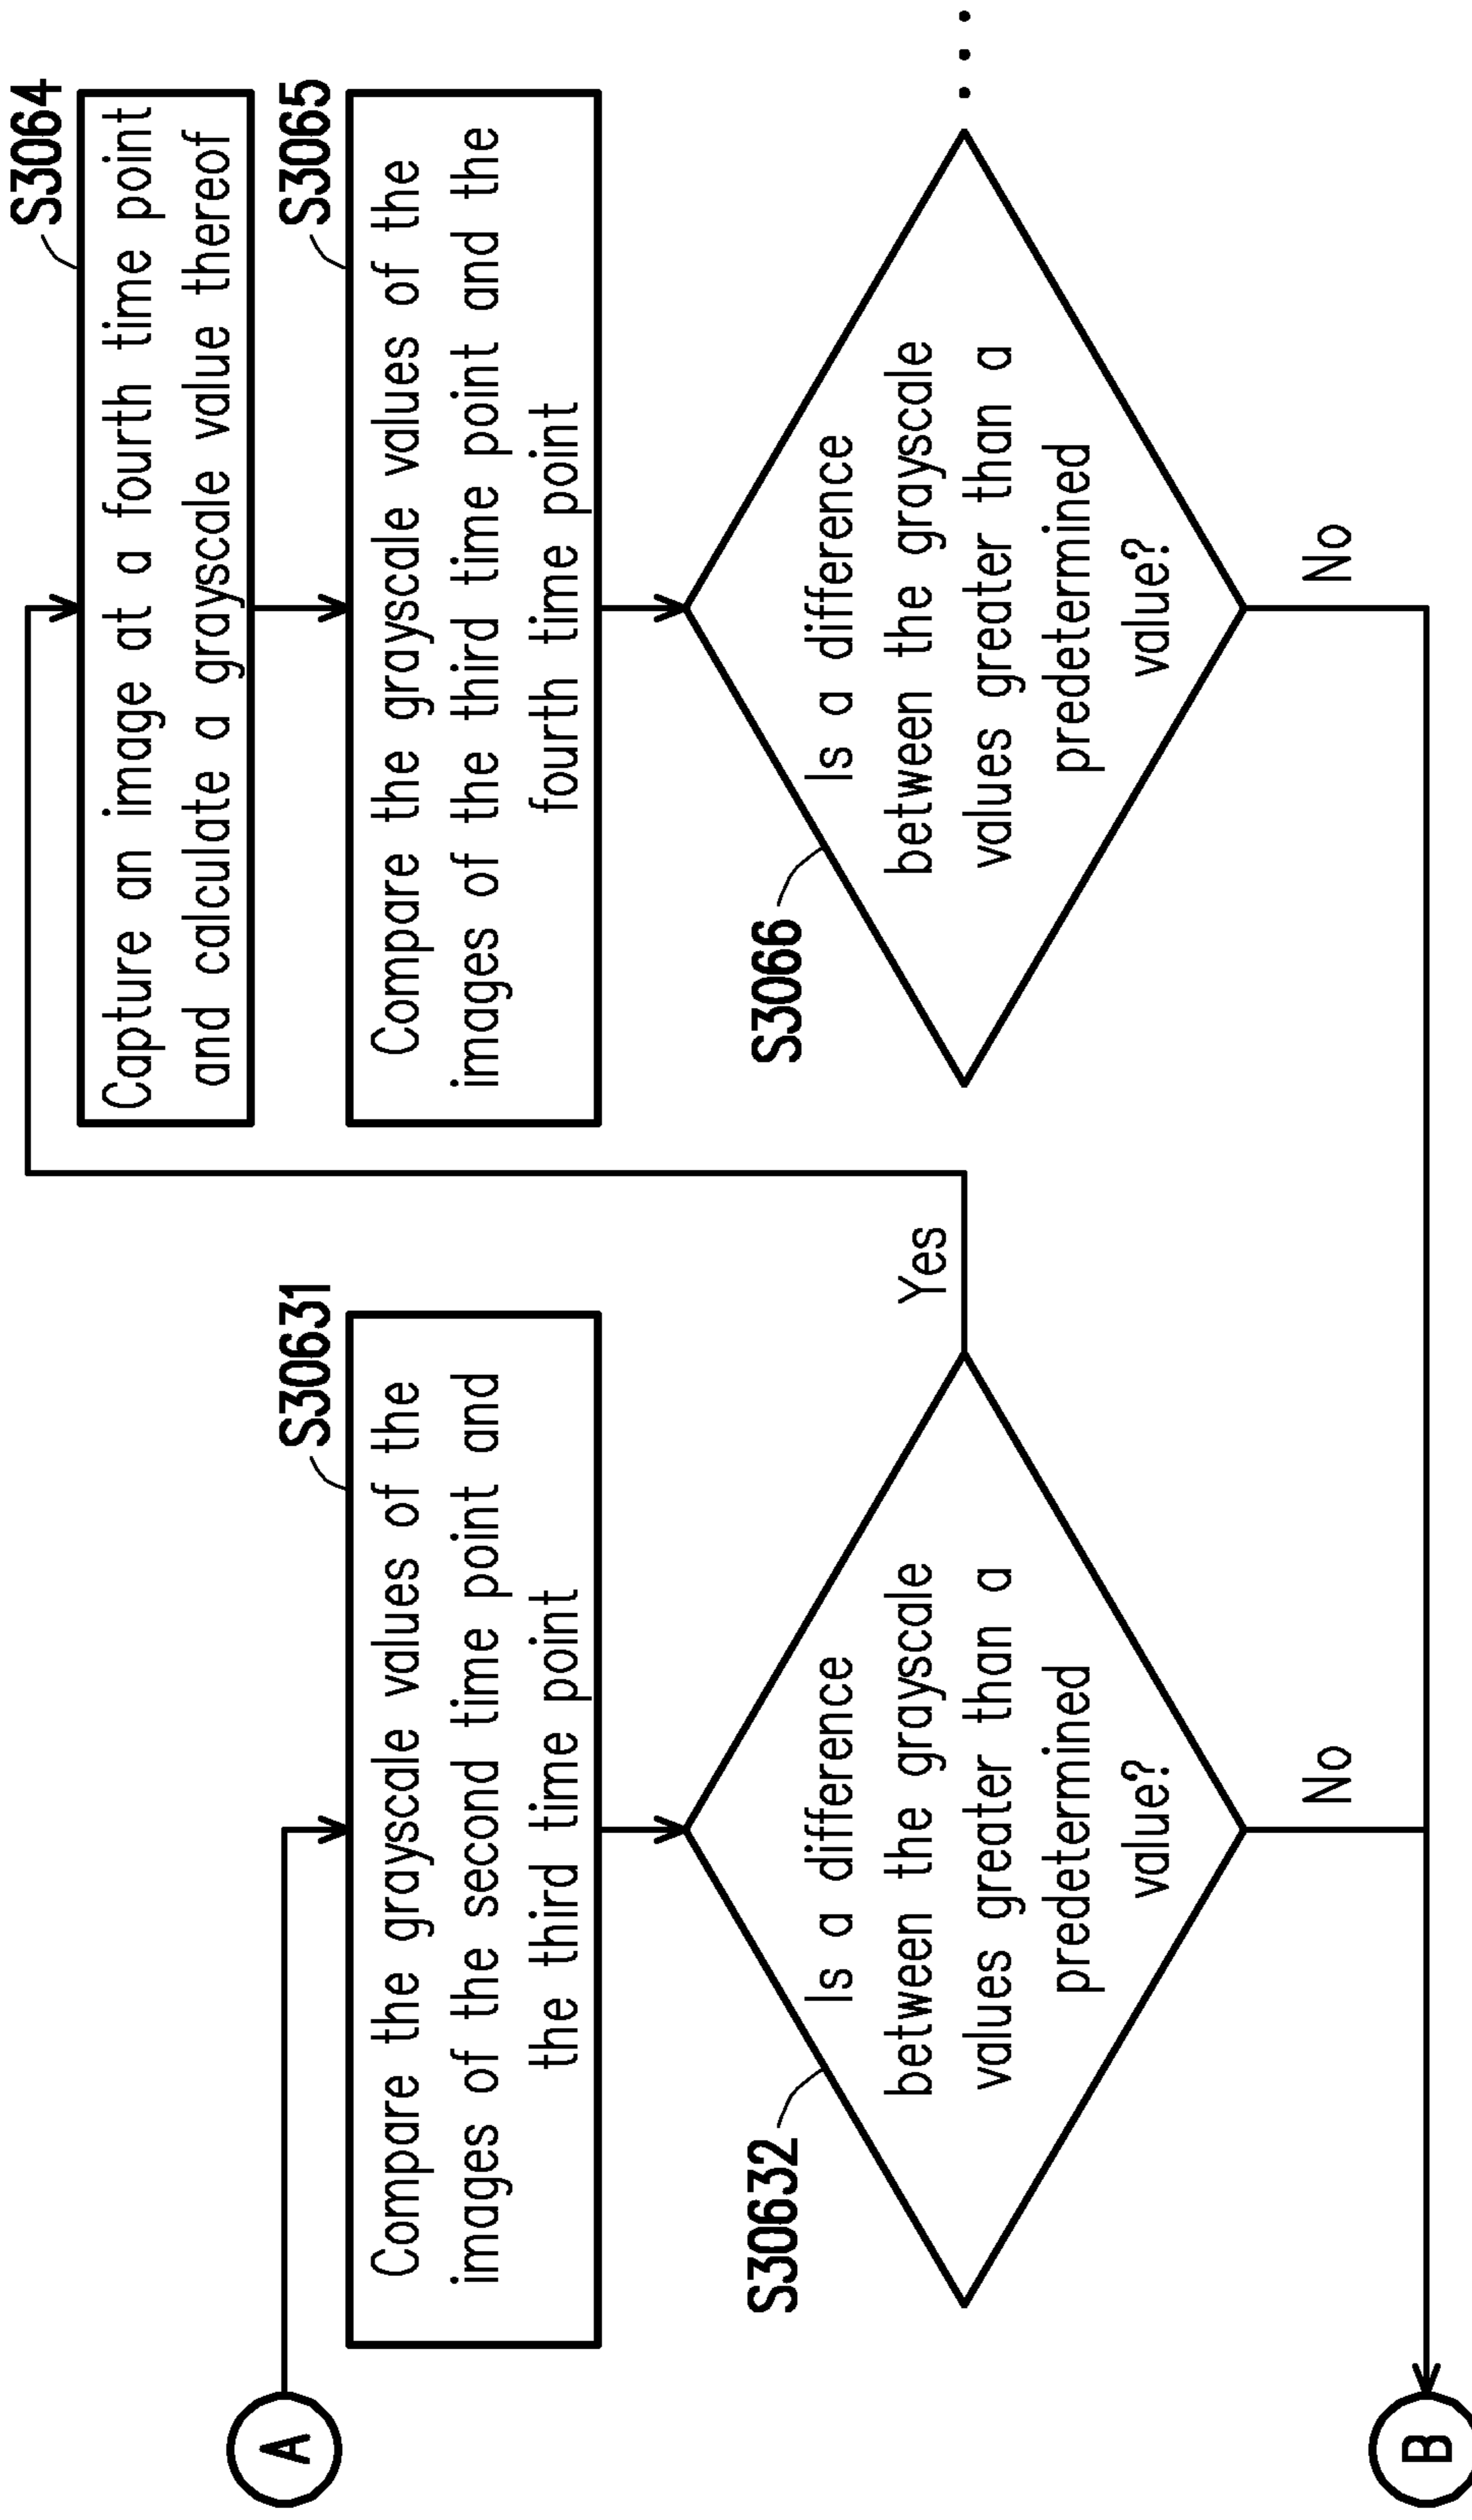 A
S30631
Compare the grayscale values of the
images of the second time point and
the third time point
S30632
Is a difference
between the grayscale
values greater than a
predetermined
value?
Yes
No
S3064
Capture an image at a fourth time point
and calculate a grayscale value thereof
S3065
Compare the grayscale values of the
images of the third time point and the
fourth time point
S3066
Is a difference
between the grayscale
values greater than a
predetermined
value?
...
No
B